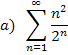 a) ∑_{n=1}^{∞} n²/2ⁿ